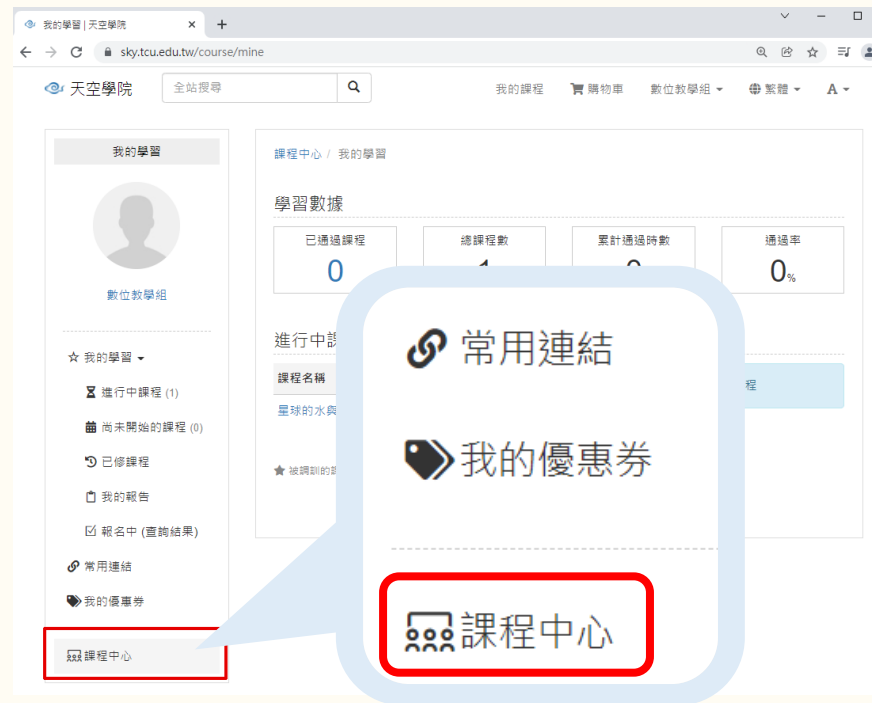 我的學習 | 天空學院
sky.tcu.edu.tw/course/mine
天空學院
全站搜尋
我的課程
購物車
數位教學組
繁體
A
我的學習
數位教學組
我的學習
進行中課程 (1)
尚未開始的課程 (0)
已修課程
我的報告
報名中 (查詢結果)
常用連結
我的優惠券
課程中心
課程中心 / 我的學習
學習數據
已通過課程
0
總課程數
累計通過時數
通過率
0%
進行中
課程名稱
程
星球的水與
被調訓的
常用連結
我的優惠券
課程中心